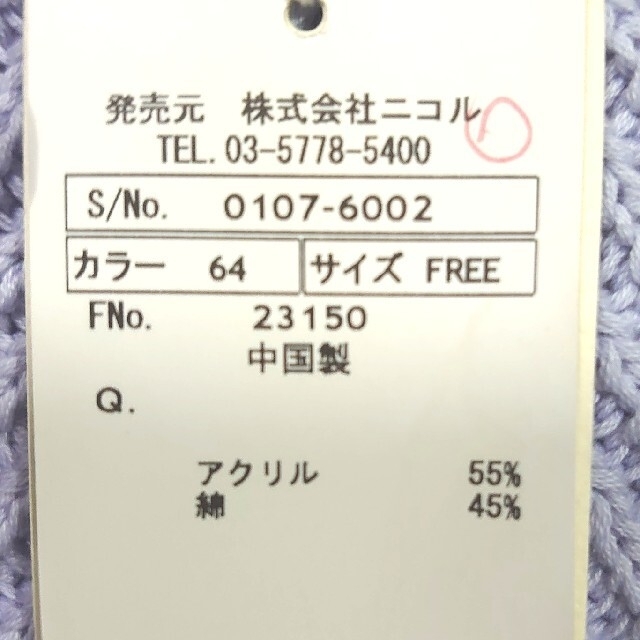 発売元　株式会社ニコル
TEL.03-5778-5400
S/No.　0107-6002
カラー　64　サイズ FREE
FNo.　23150
中国製
Q.
アクリル　55%
綿　45%